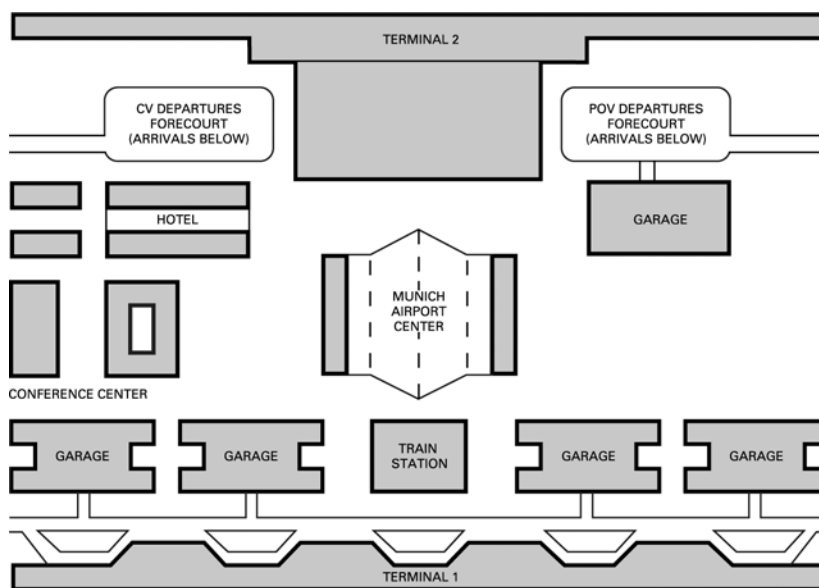 TERMINAL 2
CV DEPARTURES
FORECOURT
(ARRIVALS BELOW)
POV DEPARTURES
FORECOURT
(ARRIVALS BELOW)
HOTEL
GARAGE
MUNICH
AIRPORT
CENTER
CONFERENCE CENTER
GARAGE
GARAGE
TRAIN
STATION
GARAGE
GARAGE
TERMINAL 1